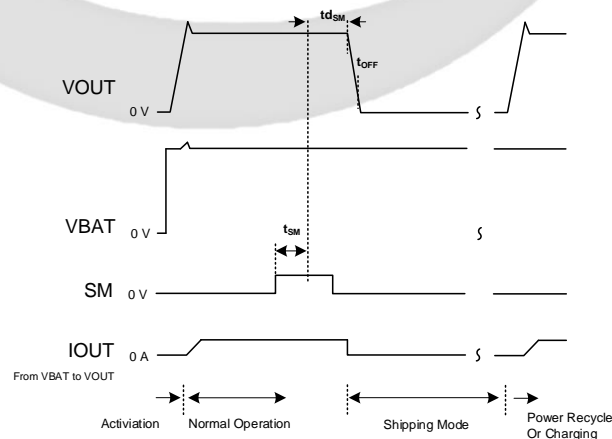 td_SM
t_OFF
VOUT
0 V
VBAT
0 V
t_SM
SM
0 V
IOUT
0 A
From VBAT to VOUT
Activiation
Normal Operation
Shipping Mode
Power Recycle
Or Charging